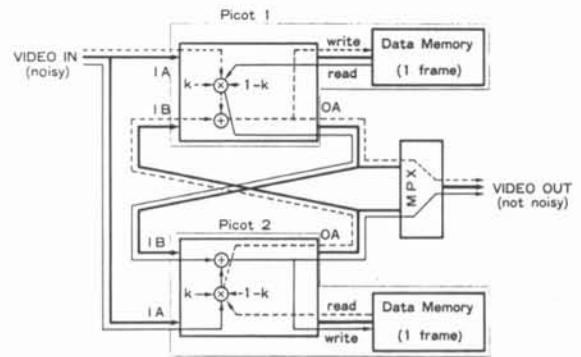 Picot 1
VIDEO IN
(noisy)
IA
k
1-k
IB
OA
write
read
Data Memory
(1 frame)
MPX
VIDEO OUT
(not noisy)
Picot 2
OA
IB
k
1-k
IA
read
write
Data Memory
(1 frame)